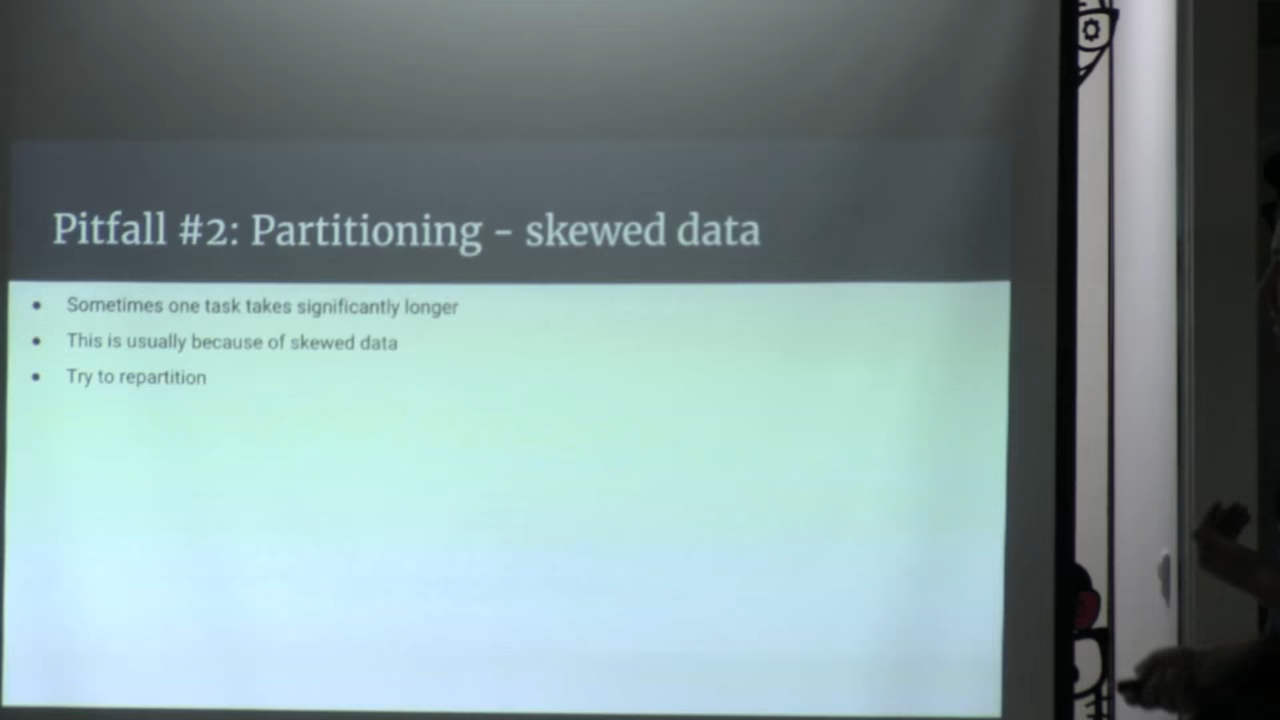 Pitfall #2: Partitioning - skewed data
• Sometimes one task takes significantly longer
• This is usually because of skewed data
• Try to repartition